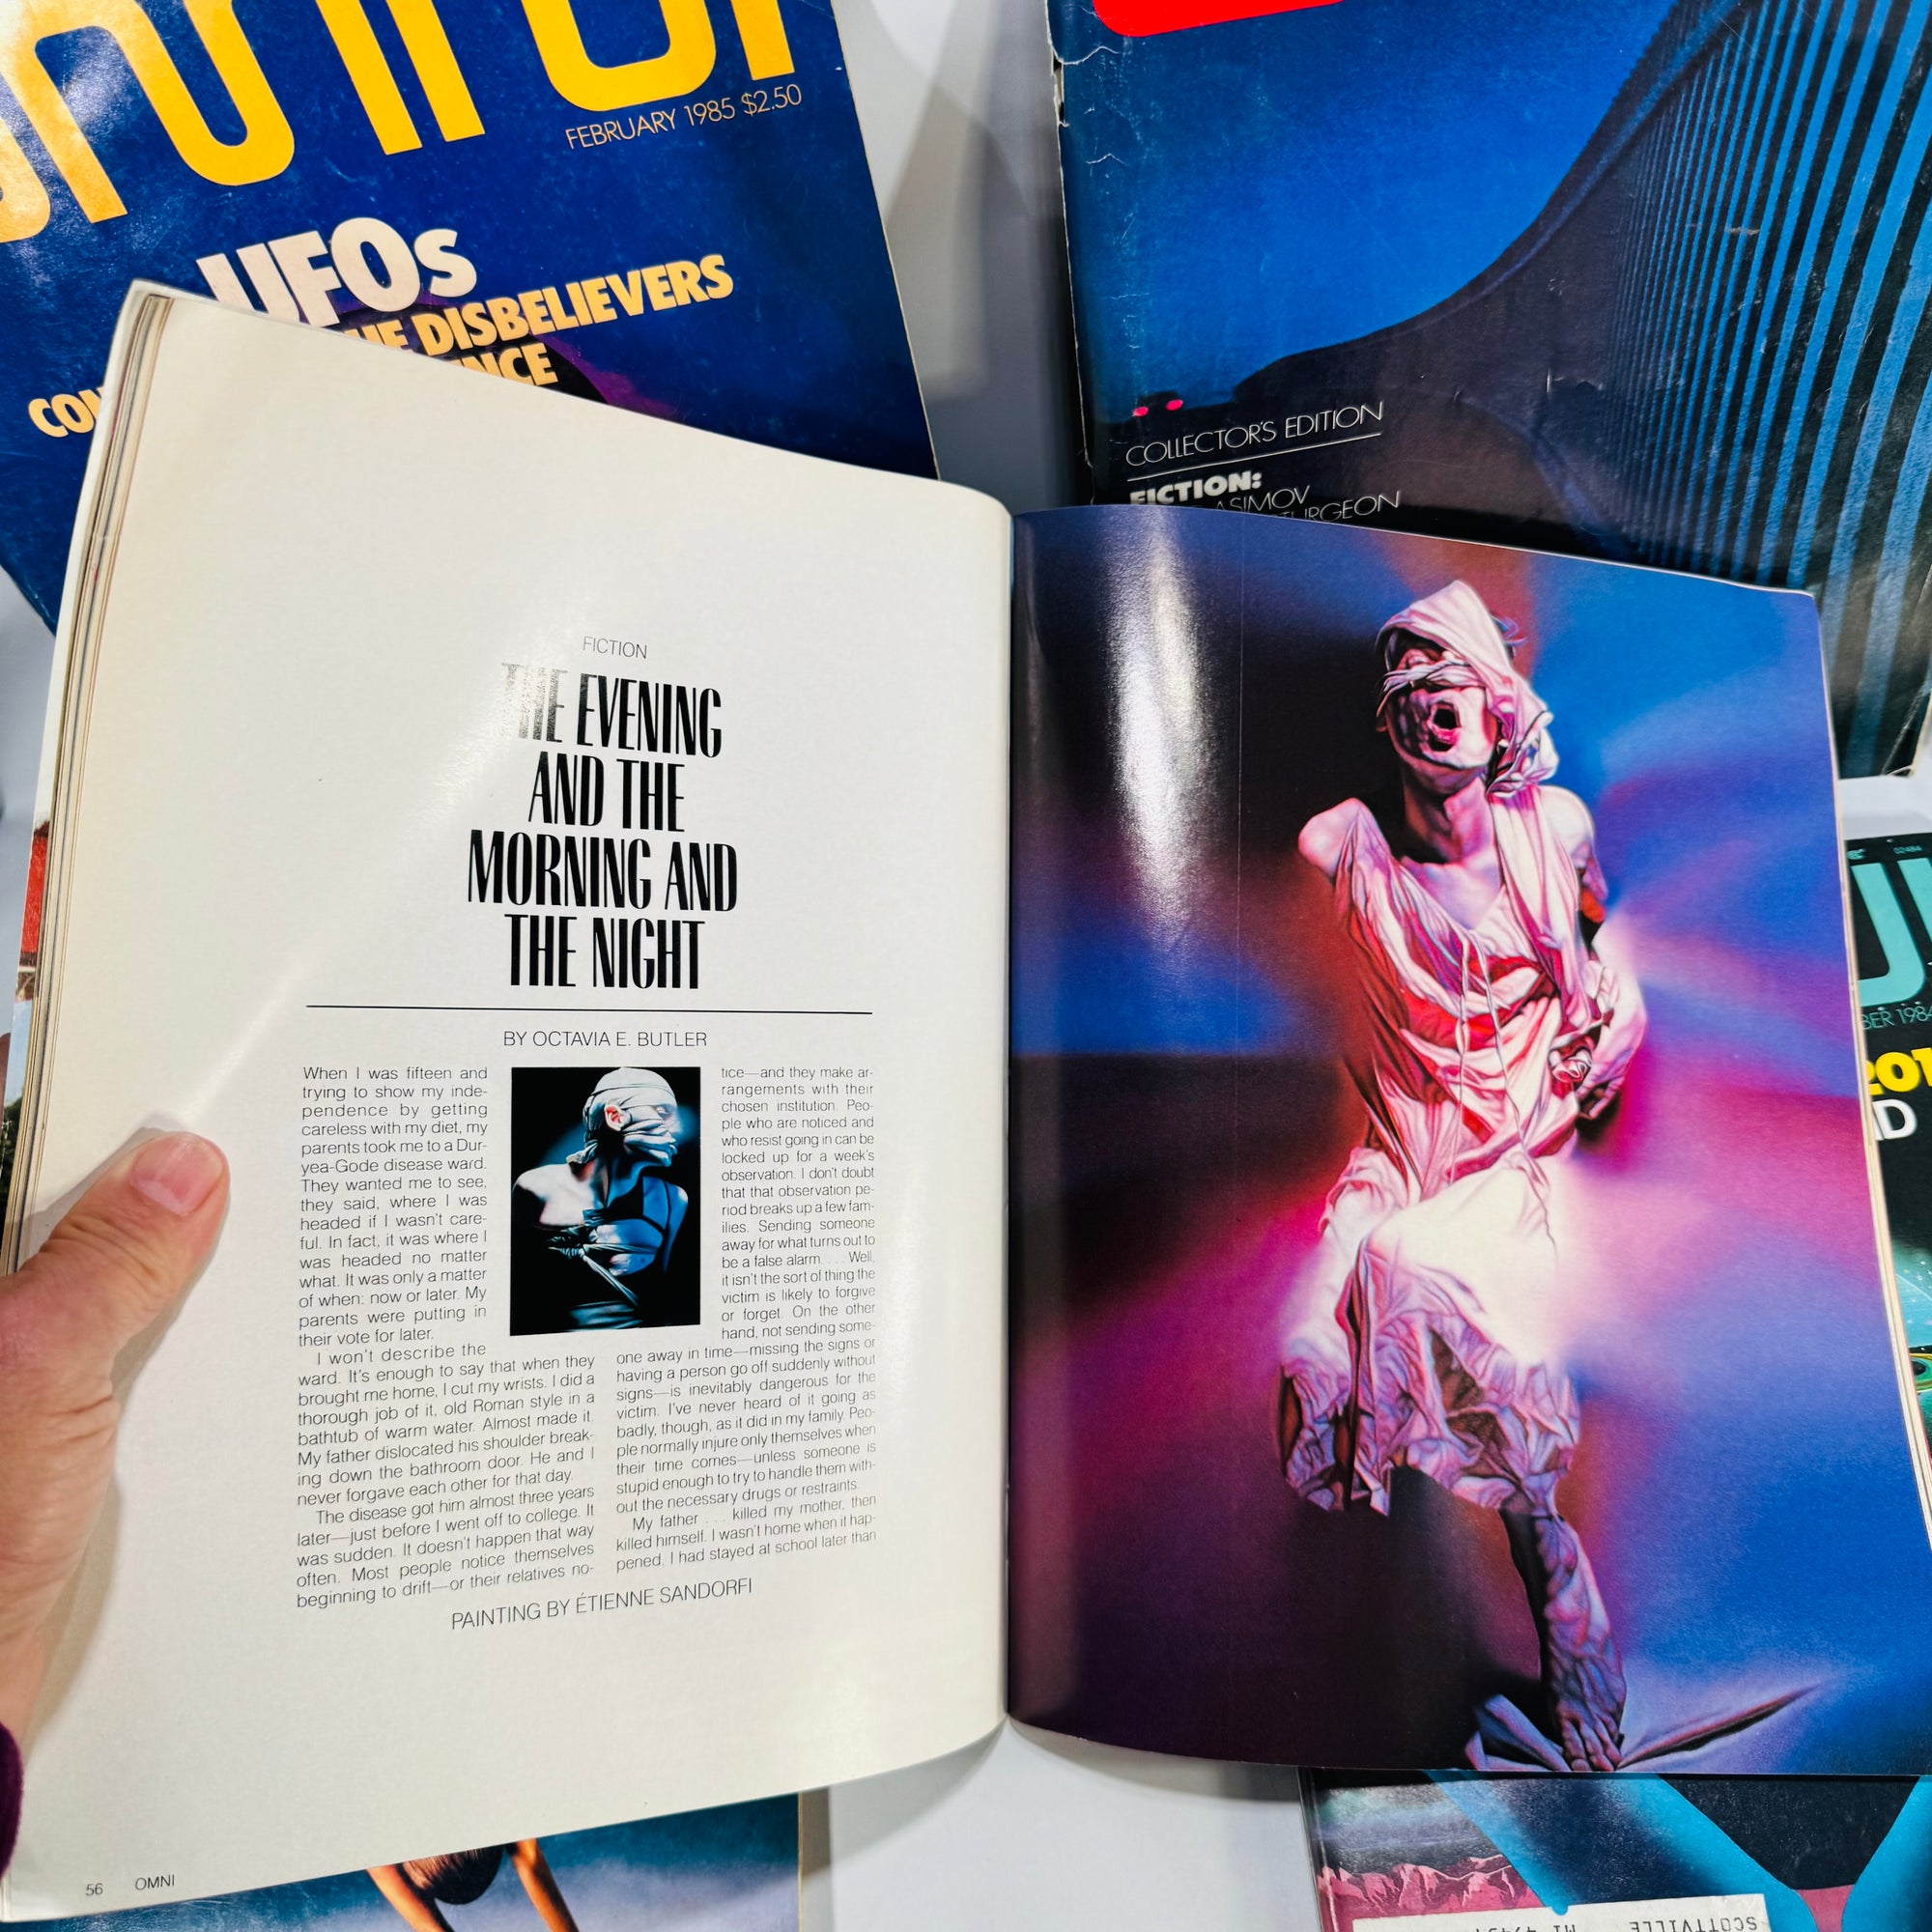 FEBRUARY 1985 $2.50
UFOs
DISBELIEVERS
COLLECTOR'S EDITION
FICTION:
ASIMOV
FICTION
THE EVENING
AND THE
MORNING AND
THE NIGHT
BY OCTAVIA E. BUTLER
When I was fifteen and
trying to show my inde-
pendence by getting
careless with my diet, my
parents took me to a Dur-
yea-Gode disease ward.
They wanted me to see,
they said, where I was
headed if I wasn't care-
ful. In fact, it was where I
was headed no matter
what. It was only a matter
of when: now or later. My
parents were putting in
their vote for later.
I won't describe the
ward. It's enough to say that when they
brought me home, I cut my wrists. I did a
thorough job of it, old Roman style in a
bathtub of warm water. Almost made it.
My father dislocated his shoulder break-
ing down the bathroom door. He and I
never forgave each other for that day.
The disease got him almost three years
later—just before I went off to college. It
was sudden. It doesn't happen that way
often. Most people notice themselves
beginning to drift—or their relatives no-
tice—and they make ar-
rangements with their
chosen institution. Peo-
ple who are noticed and
who resist going in can be
locked up for a week's
observation. I don't doubt
that that observation pe-
riod breaks up a few fam-
ilies. Sending someone
away for what turns out to
be a false alarm . . . Well,
it isn't the sort of thing the
victim is likely to forgive
or forget. On the other
hand, not sending some-
one away in time—missing the signs or
having a person go off suddenly without
signs—is inevitably dangerous for the
victim. I've never heard of it going as
badly, though, as it did in my family. Peo-
ple normally injure only themselves when
their time comes—unless someone is
stupid enough to try to handle them with-
out the necessary drugs or restraints.
My father . . . killed my mother, then
killed himself. I wasn't home when it hap-
pened. I had stayed at school later than
PAINTING BY ÉTIENNE SANDORFI
56 OMNI
1984
SCOTTVILLE MI